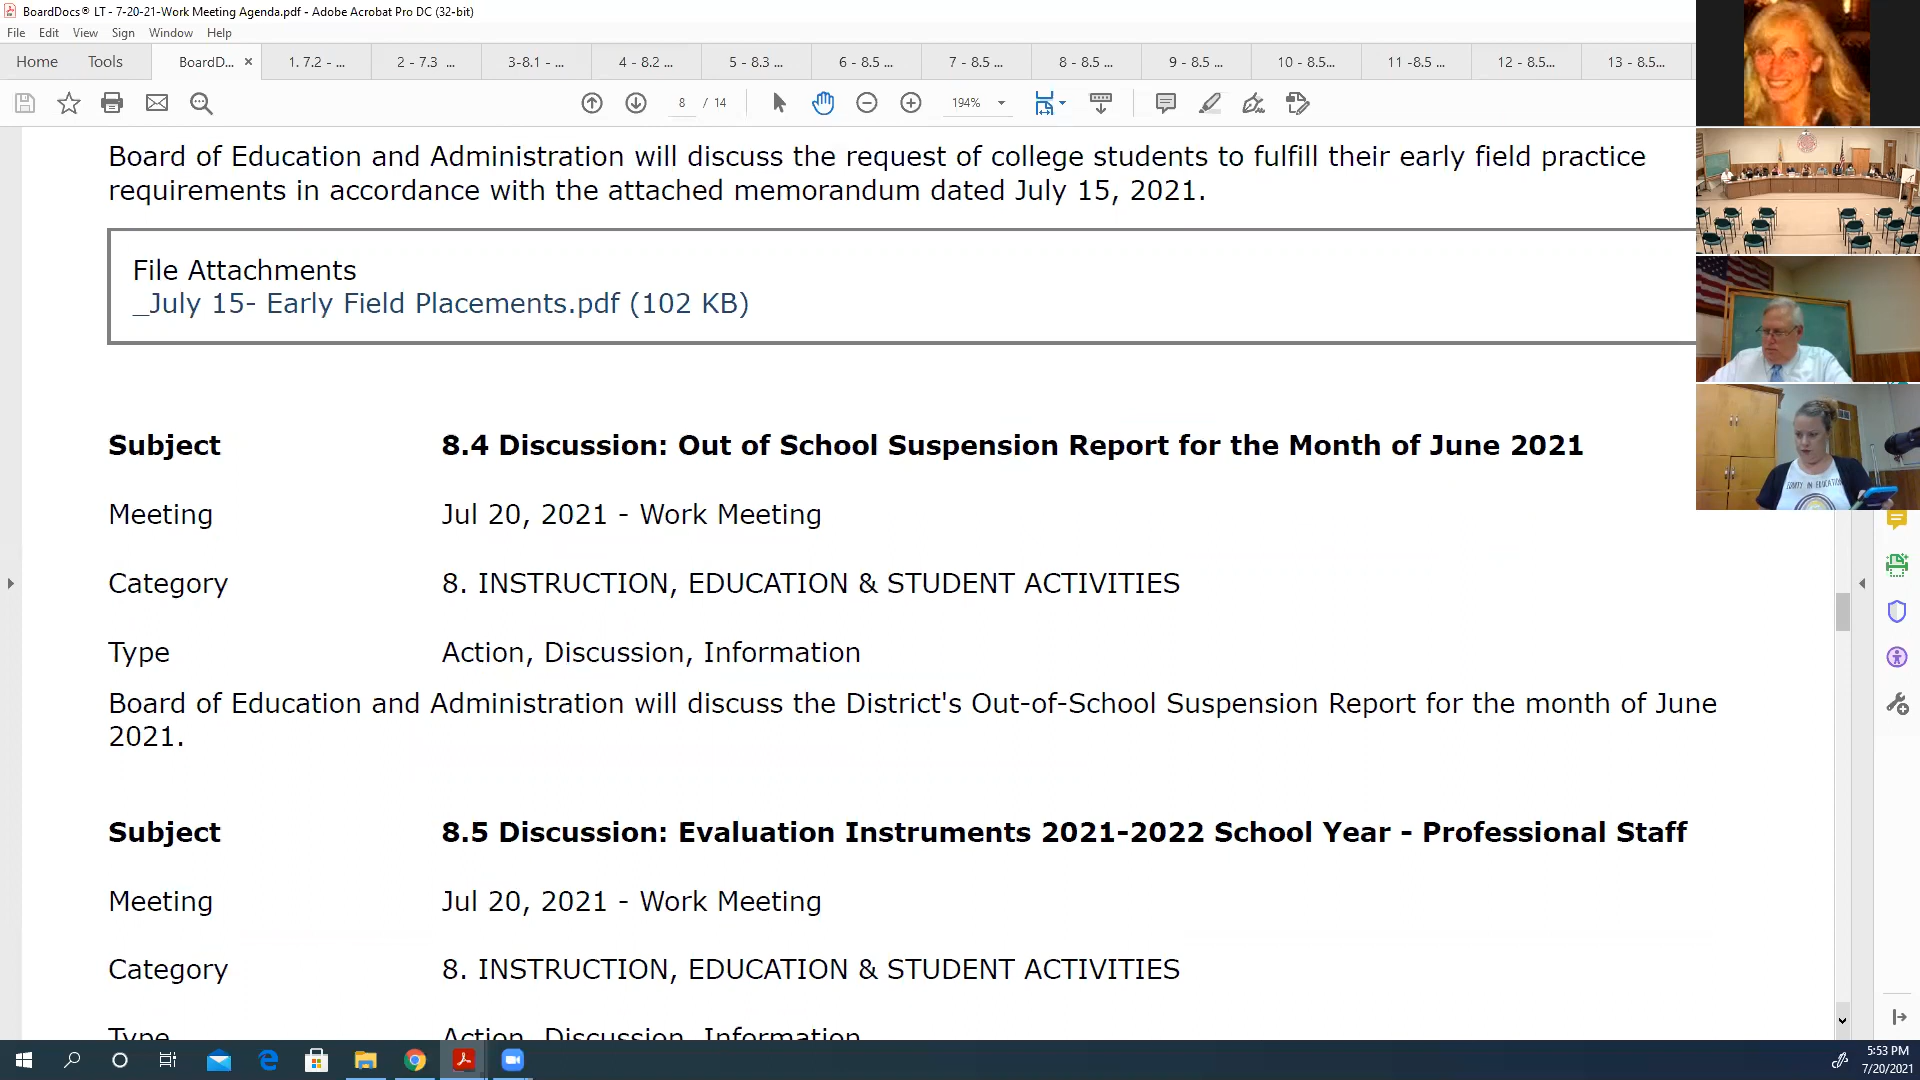 BoardDocs® LT - 7-20-21-Work Meeting Agenda.pdf - Adobe Acrobat Pro DC (32-bit)
File Edit View Sign Window Help
Home Tools BoardD... × 1. 7.2 - ... 2 - 7.3 ... 3-8.1 - ... 4 - 8.2 ... 5 - 8.3 ... 6 - 8.5 ... 7 - 8.5 ... 8 - 8.5 ... 9 - 8.5 ... 10 - 8.5... 11 -8.5 ... 12 - 8.5... 13 - 8.5...
8 / 14 194%
Board of Education and Administration will discuss the request of college students to fulfill their early field practice
requirements in accordance with the attached memorandum dated July 15, 2021.
File Attachments
_July 15- Early Field Placements.pdf (102 KB)
Subject 8.4 Discussion: Out of School Suspension Report for the Month of June 2021
Meeting Jul 20, 2021 - Work Meeting
Category 8. INSTRUCTION, EDUCATION & STUDENT ACTIVITIES
Type Action, Discussion, Information
Board of Education and Administration will discuss the District's Out-of-School Suspension Report for the month of June
2021.
Subject 8.5 Discussion: Evaluation Instruments 2021-2022 School Year - Professional Staff
Meeting Jul 20, 2021 - Work Meeting
Category 8. INSTRUCTION, EDUCATION & STUDENT ACTIVITIES
Type Action, Discussion, Information
EQUITY IN EDUCATION
5:53 PM
7/20/2021